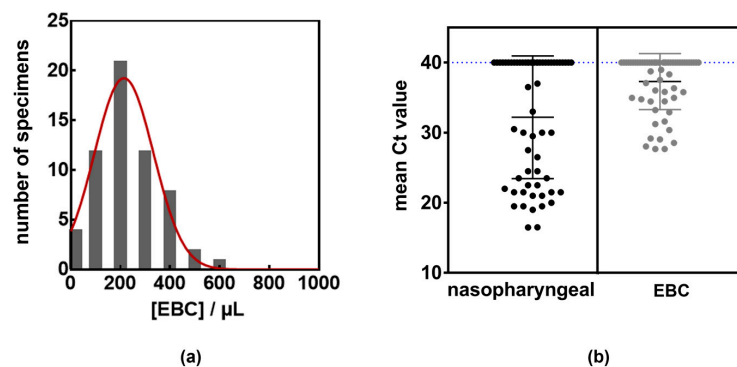 number of specimens
25
20
15
10
5
0
0 200 400 600 800 1000
[EBC] / µL
(a)
mean Ct value
50
40
30
20
10
nasopharyngeal EBC
(b)